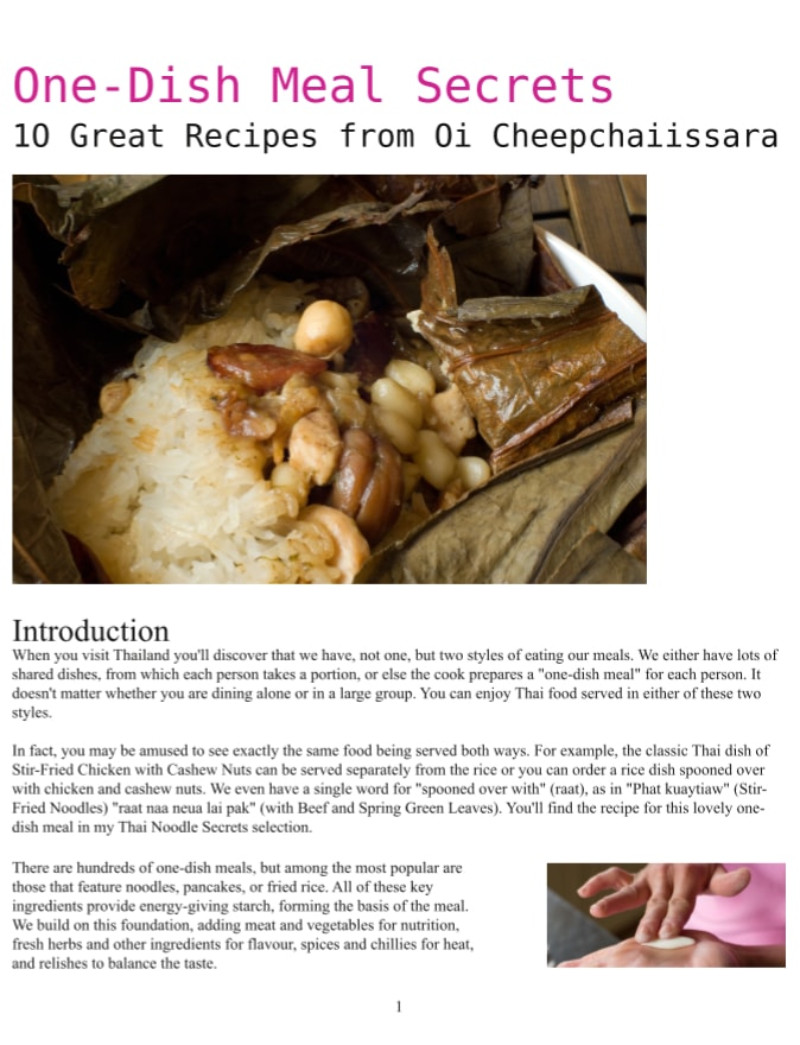 One-Dish Meal Secrets
10 Great Recipes from Oi Cheepchaiissara
Introduction
When you visit Thailand you'll discover that we have, not one, but two styles of eating our meals. We either have lots of
shared dishes, from which each person takes a portion, or else the cook prepares a "one-dish meal" for each person. It
doesn't matter whether you are dining alone or in a large group. You can enjoy Thai food served in either of these two
styles.
In fact, you may be amused to see exactly the same food being served both ways. For example, the classic Thai dish of
Stir-Fried Chicken with Cashew Nuts can be served separately from the rice or you can order a rice dish spooned over
with chicken and cashew nuts. We even have a single word for "spooned over with" (raat), as in "Phat kuaytiaw" (Stir-
Fried Noodles) "raat naa neua lai pak" (with Beef and Spring Green Leaves). You'll find the recipe for this lovely one-
dish meal in my Thai Noodle Secrets selection.
There are hundreds of one-dish meals, but among the most popular are
those that feature noodles, pancakes, or fried rice. All of these key
ingredients provide energy-giving starch, forming the basis of the meal.
We build on this foundation, adding meat and vegetables for nutrition,
fresh herbs and other ingredients for flavour, spices and chillies for heat,
and relishes to balance the taste.
1